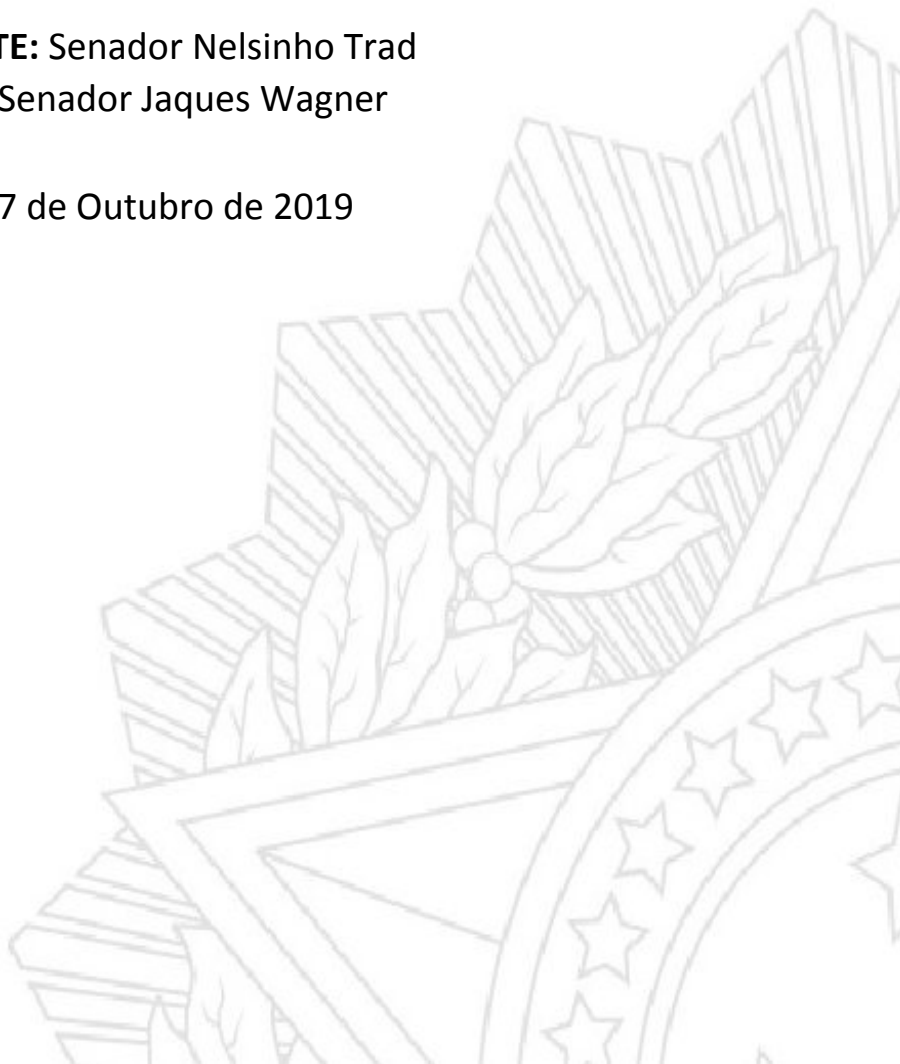 TE: Senador Nelsinho Trad
Senador Jaques Wagner
7 de Outubro de 2019